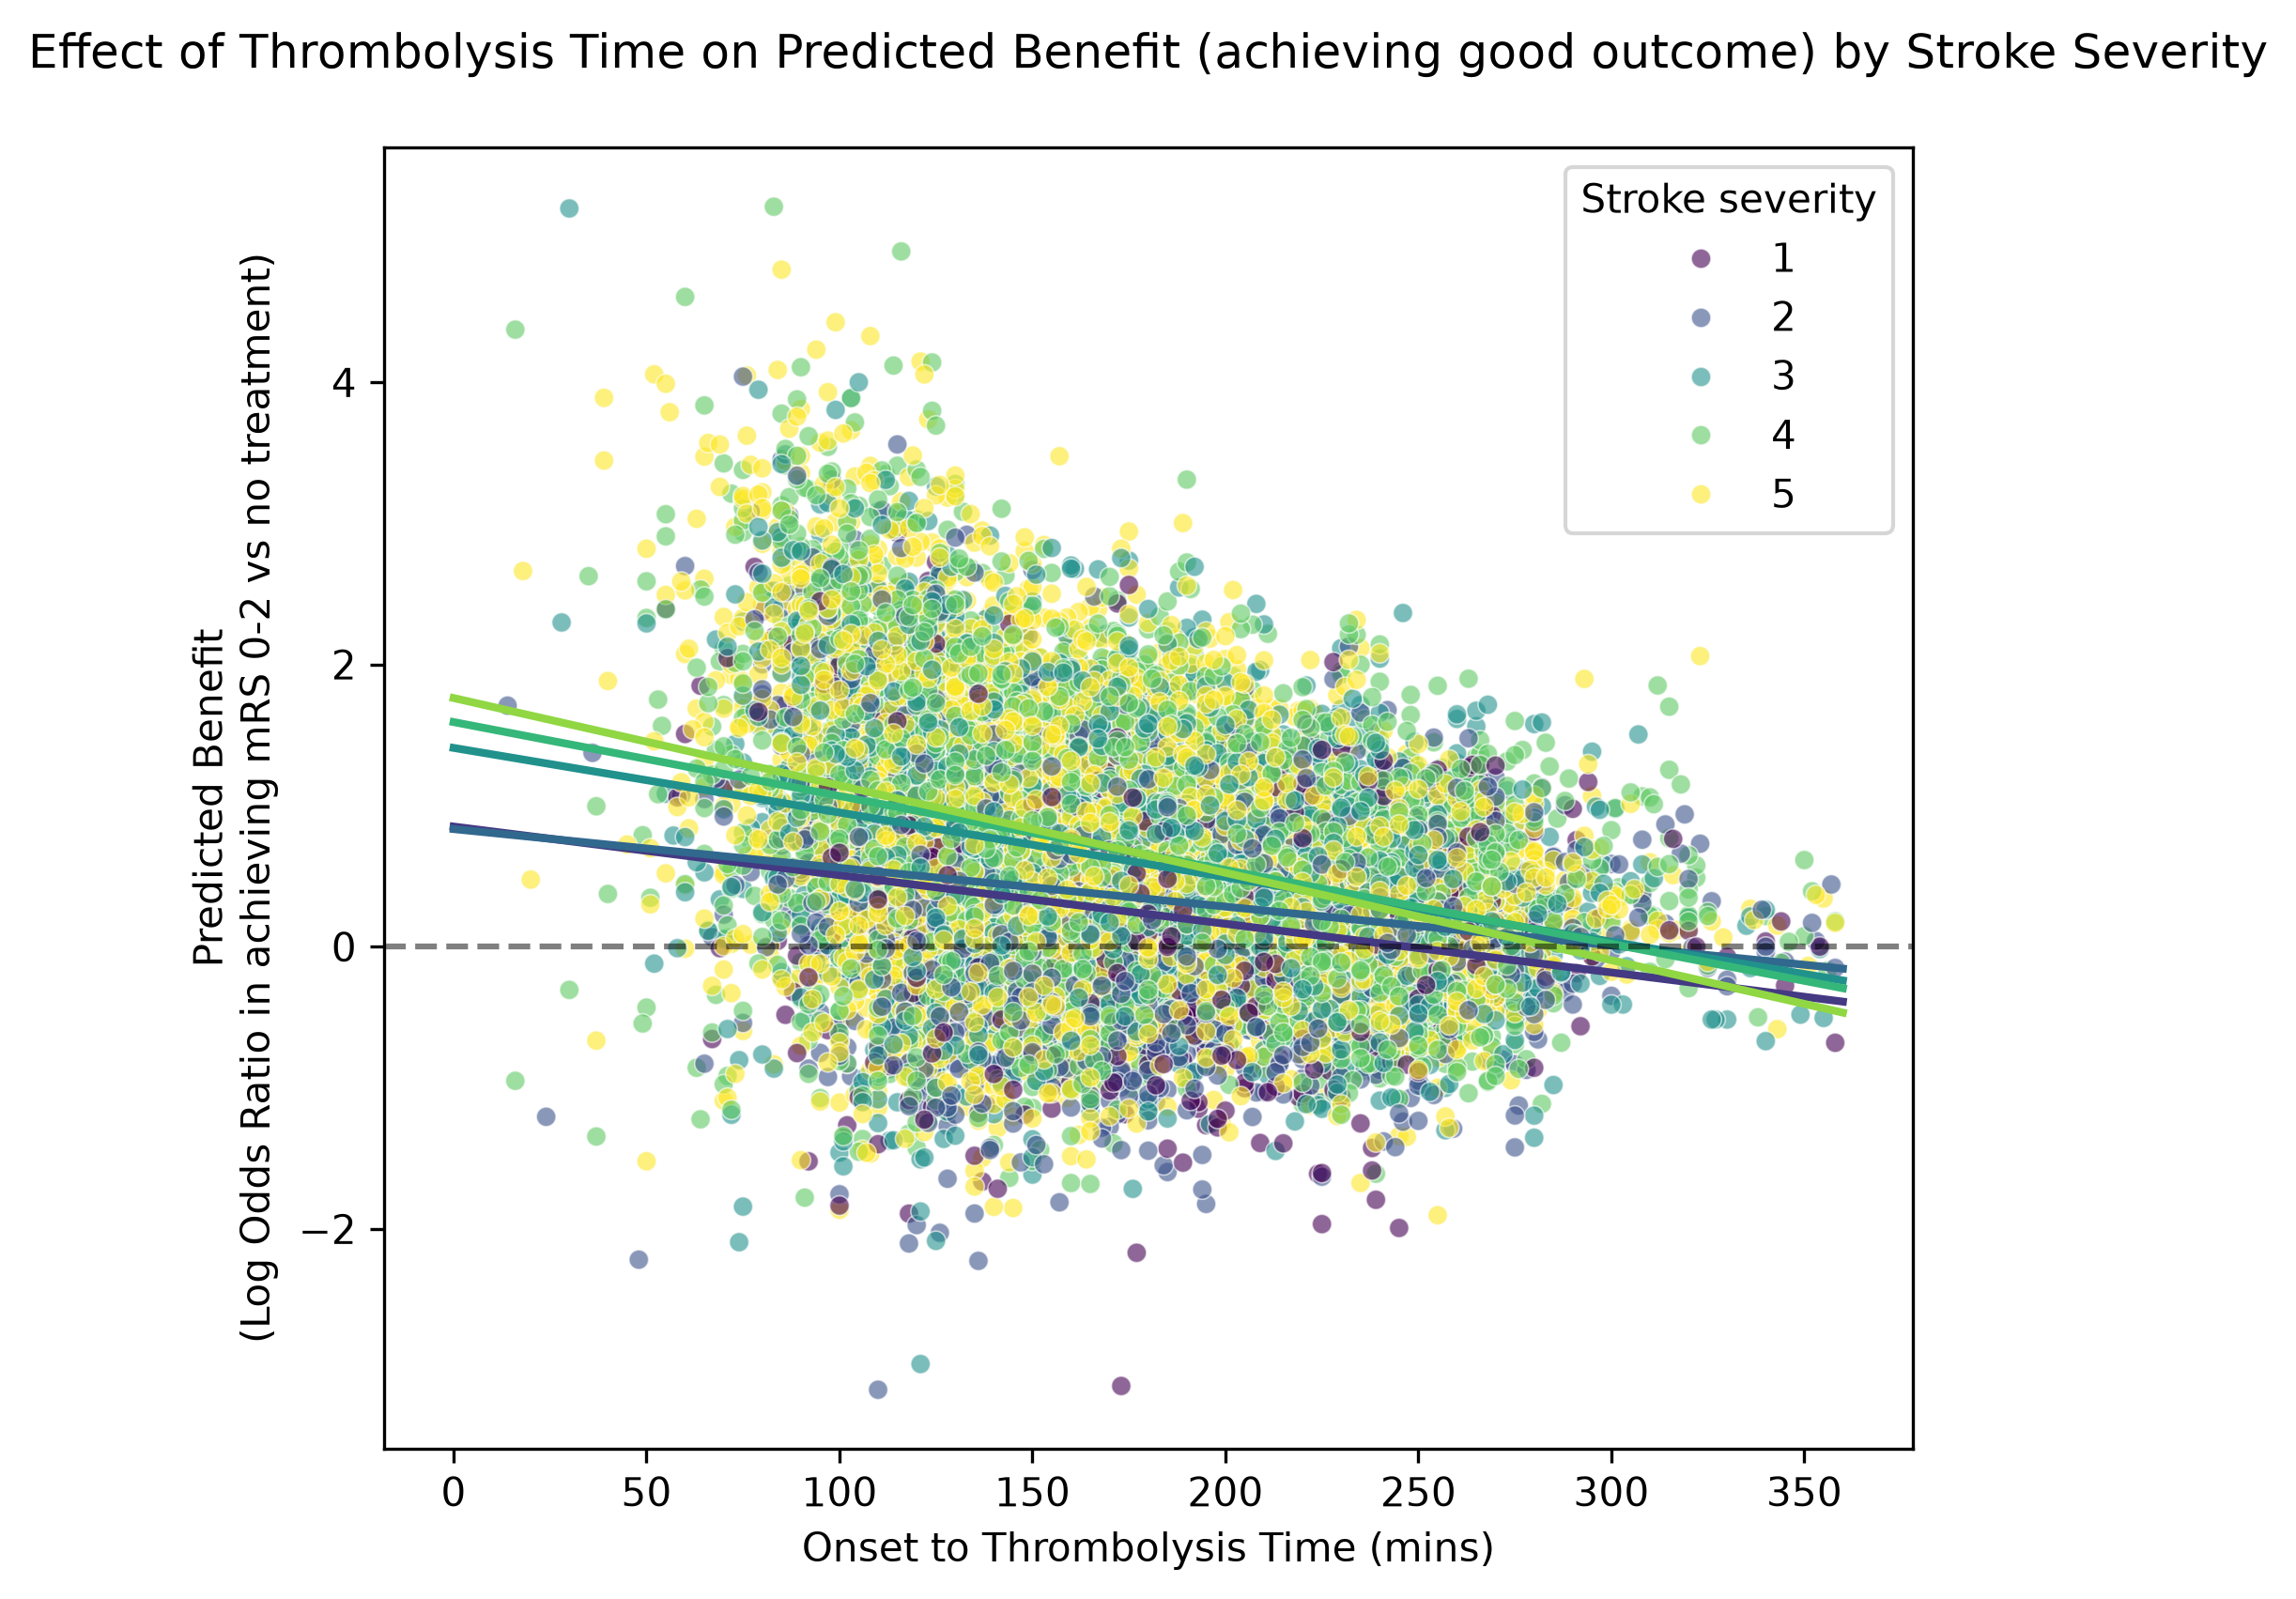 Effect of Thrombolysis Time on Predicted Benefit (achieving good outcome) by Stroke Severity
Stroke severity
1
2
3
4
5
Predicted Benefit
(Log Odds Ratio in achieving mRS 0-2 vs no treatment)
4
2
0
−2
0 50 100 150 200 250 300 350
Onset to Thrombolysis Time (mins)